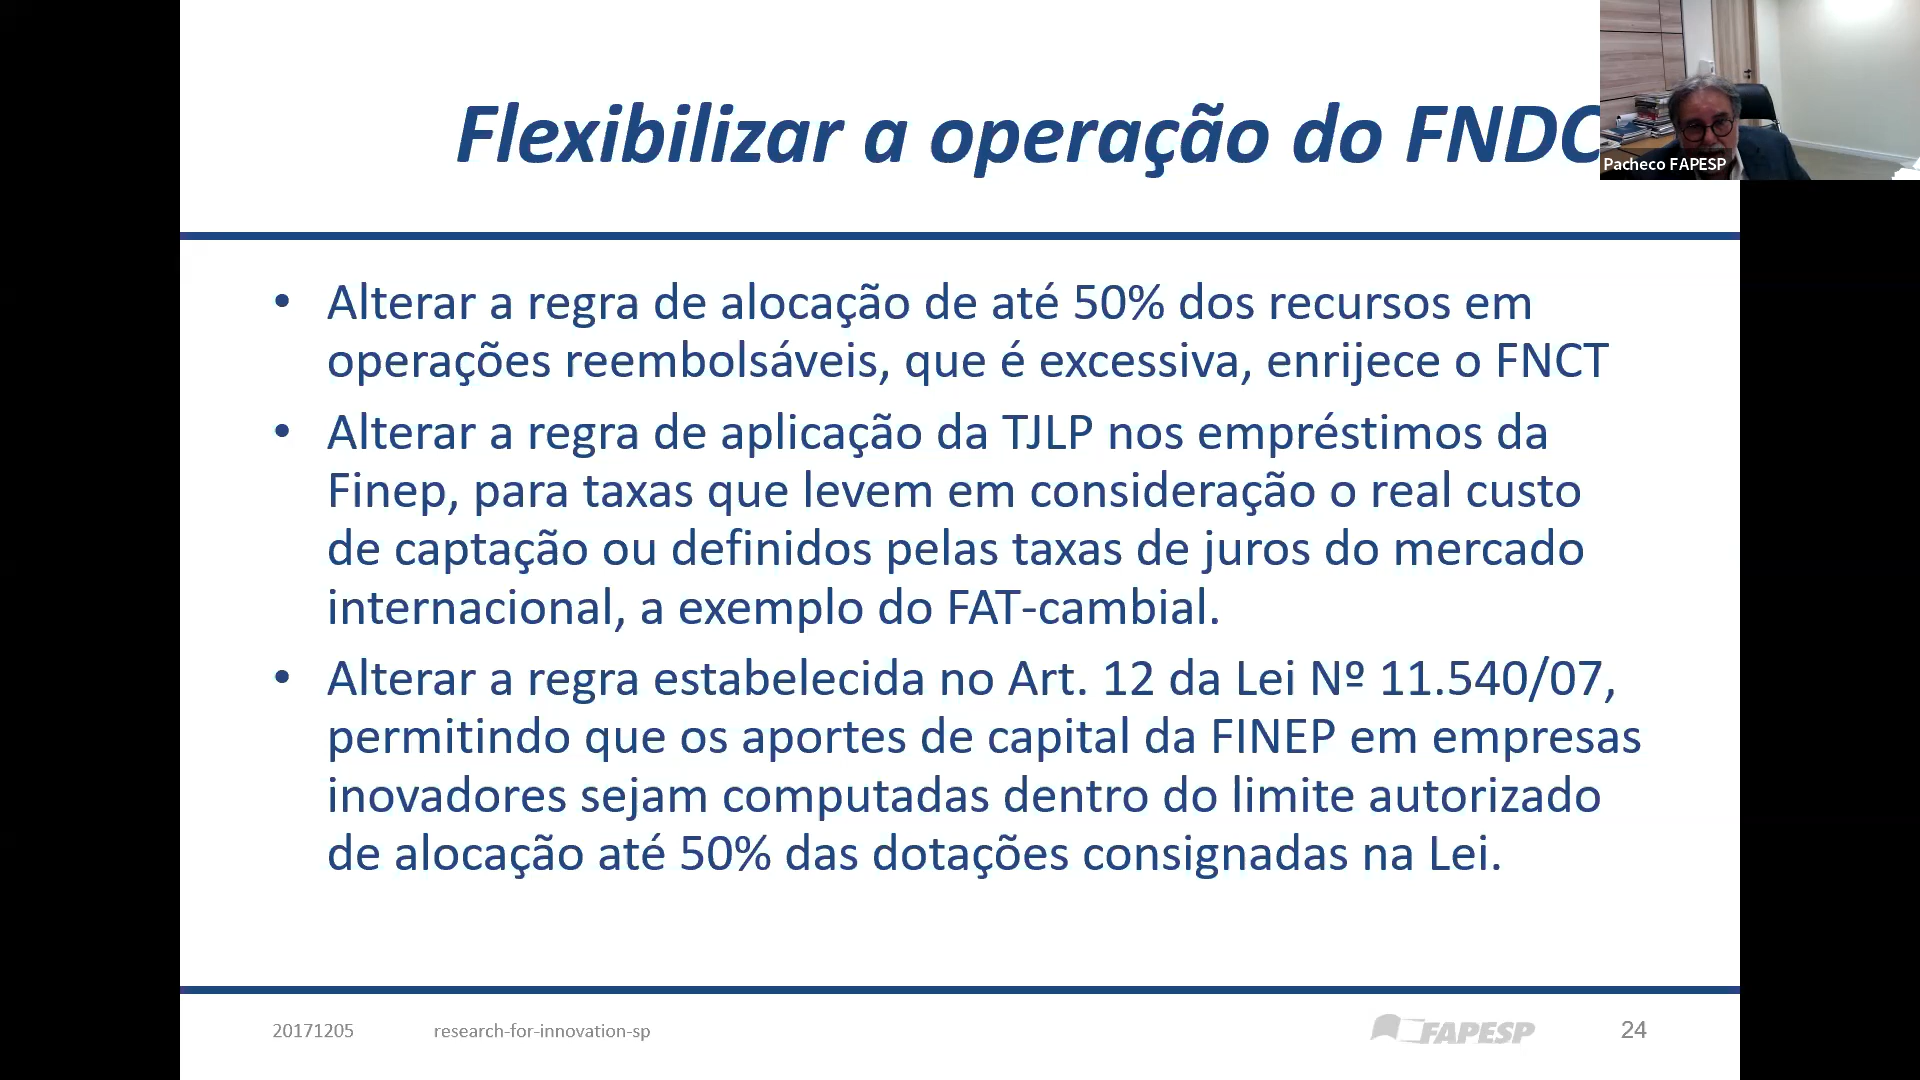 Flexibilizar a operação do FNDC
Pacheco FAPESP
• Alterar a regra de alocação de até 50% dos recursos em
operações reembolsáveis, que é excessiva, enrijece o FNCT
• Alterar a regra de aplicação da TJLP nos empréstimos da
Finep, para taxas que levem em consideração o real custo
de captação ou definidos pelas taxas de juros do mercado
internacional, a exemplo do FAT-cambial.
• Alterar a regra estabelecida no Art. 12 da Lei Nº 11.540/07,
permitindo que os aportes de capital da FINEP em empresas
inovadores sejam computadas dentro do limite autorizado
de alocação até 50% das dotações consignadas na Lei.
20171205 research-for-innovation-sp FAPESP 24